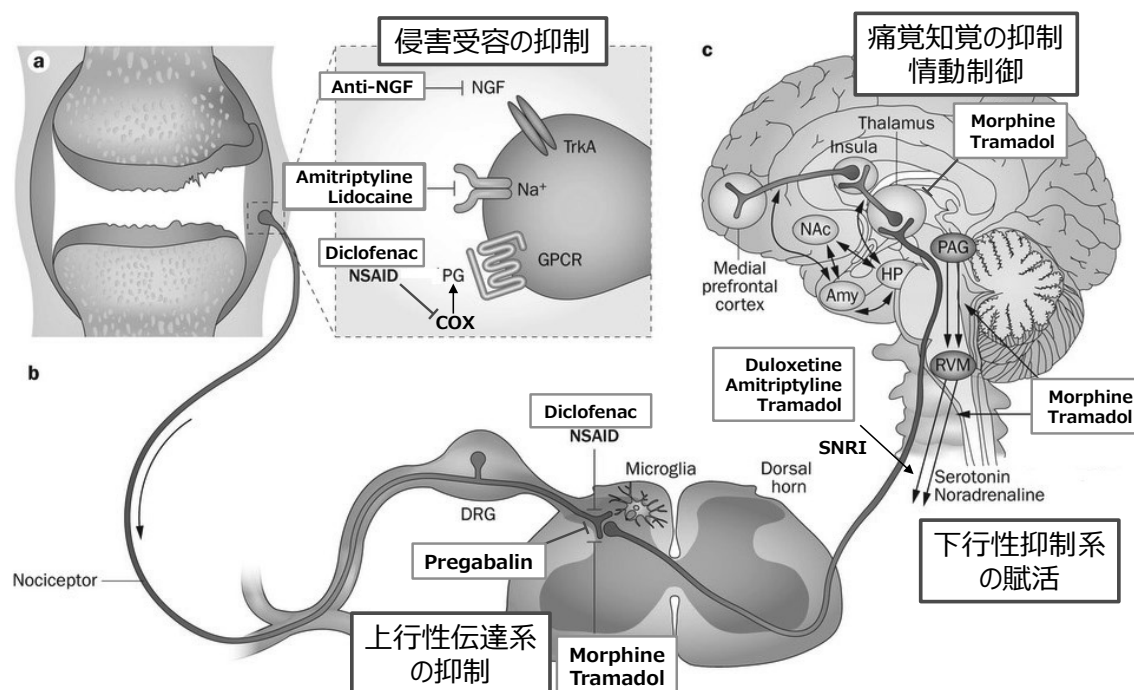 a
侵害受容の抑制
Anti-NGF
NGF
TrkA
Amitriptyline
Lidocaine
Na⁺
Diclofenac
NSAID
PG
GPCR
COX
c
痛覚知覚の抑制
情動制御
Morphine
Tramadol
Thalamus
Insula
NAc
PAG
HP
Medial
prefrontal
cortex
Amy
RVM
Duloxetine
Amitriptyline
Tramadol
Morphine
Tramadol
SNRI
Serotonin
Noradrenaline
下行性抑制系
の賦活
b
Diclofenac
NSAID
Microglia
Dorsal
horn
DRG
Pregabalin
Nociceptor
上行性伝達系
の抑制
Morphine
Tramadol